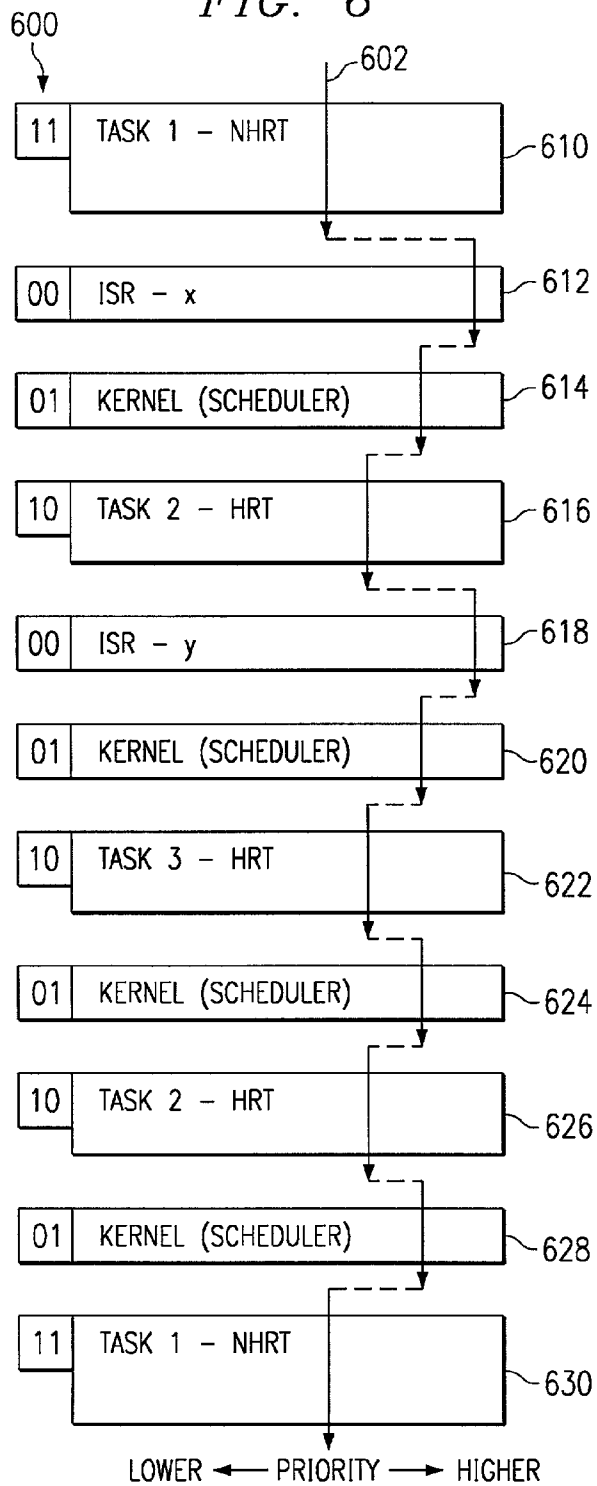 FIG. 6
600
602
11 TASK 1 - NHRT 610
00 ISR - x 612
01 KERNEL (SCHEDULER) 614
10 TASK 2 - HRT 616
00 ISR - y 618
01 KERNEL (SCHEDULER) 620
10 TASK 3 - HRT 622
01 KERNEL (SCHEDULER) 624
10 TASK 2 - HRT 626
01 KERNEL (SCHEDULER) 628
11 TASK 1 - NHRT 630
LOWER PRIORITY HIGHER